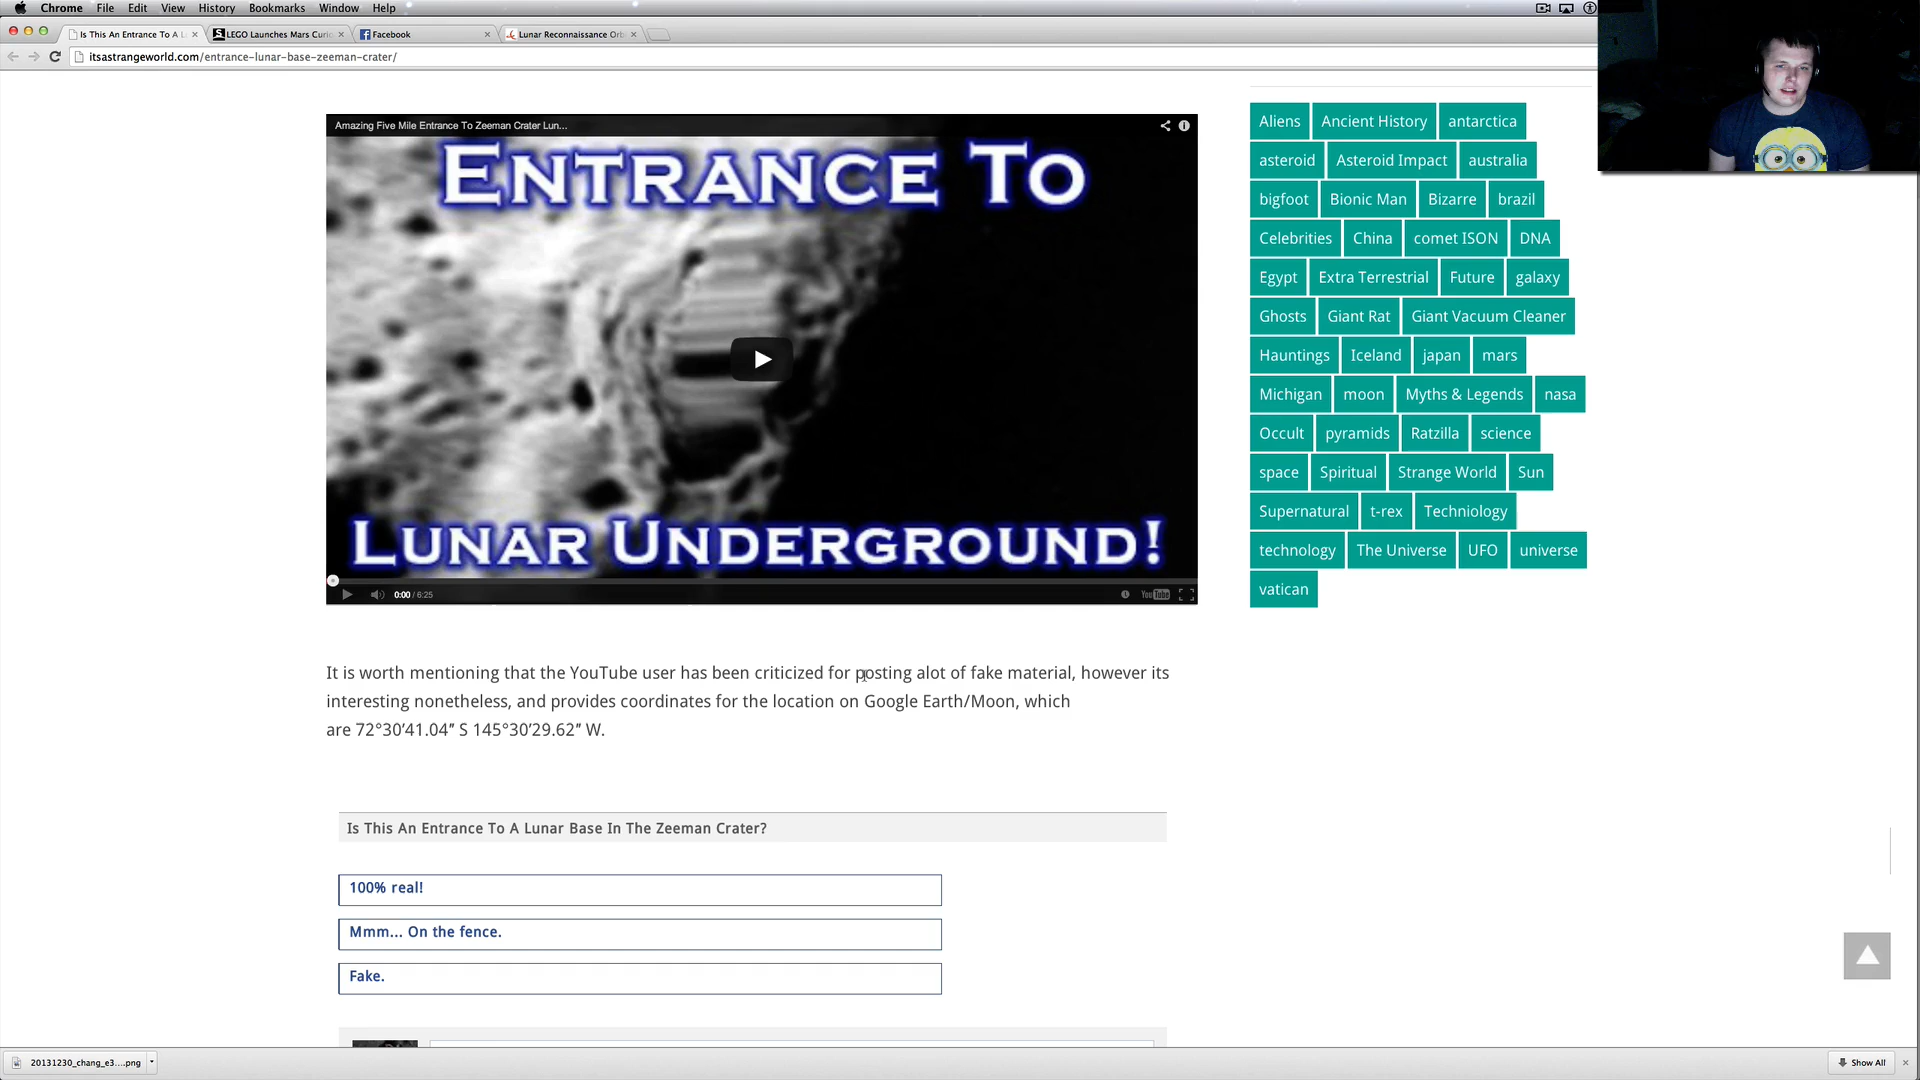 Chrome File Edit View History Bookmarks Window Help
Is This An Entrance To A L
LEGO Launches Mars Curio
Facebook
Lunar Reconnaissance Orb
itsastrangeworld.com/entrance-lunar-base-zeeman-crater/
Amazing Five Mile Entrance To Zeeman Crater Lun...
ENTRANCE TO
LUNAR UNDERGROUND!
0:00 / 6:25
YouTube
Aliens Ancient History antarctica
asteroid Asteroid Impact australia
bigfoot Bionic Man Bizarre brazil
Celebrities China comet ISON DNA
Egypt Extra Terrestrial Future galaxy
Ghosts Giant Rat Giant Vacuum Cleaner
Hauntings Iceland japan mars
Michigan moon Myths & Legends nasa
Occult pyramids Ratzilla science
space Spiritual Strange World Sun
Supernatural t-rex Techniology
technology The Universe UFO universe
vatican
It is worth mentioning that the YouTube user has been criticized for posting alot of fake material, however its
interesting nonetheless, and provides coordinates for the location on Google Earth/Moon, which
are 72°30’41.04” S 145°30’29.62” W.
Is This An Entrance To A Lunar Base In The Zeeman Crater?
100% real!
Mmm... On the fence.
Fake.
20131230_chang_e3....png
Show All